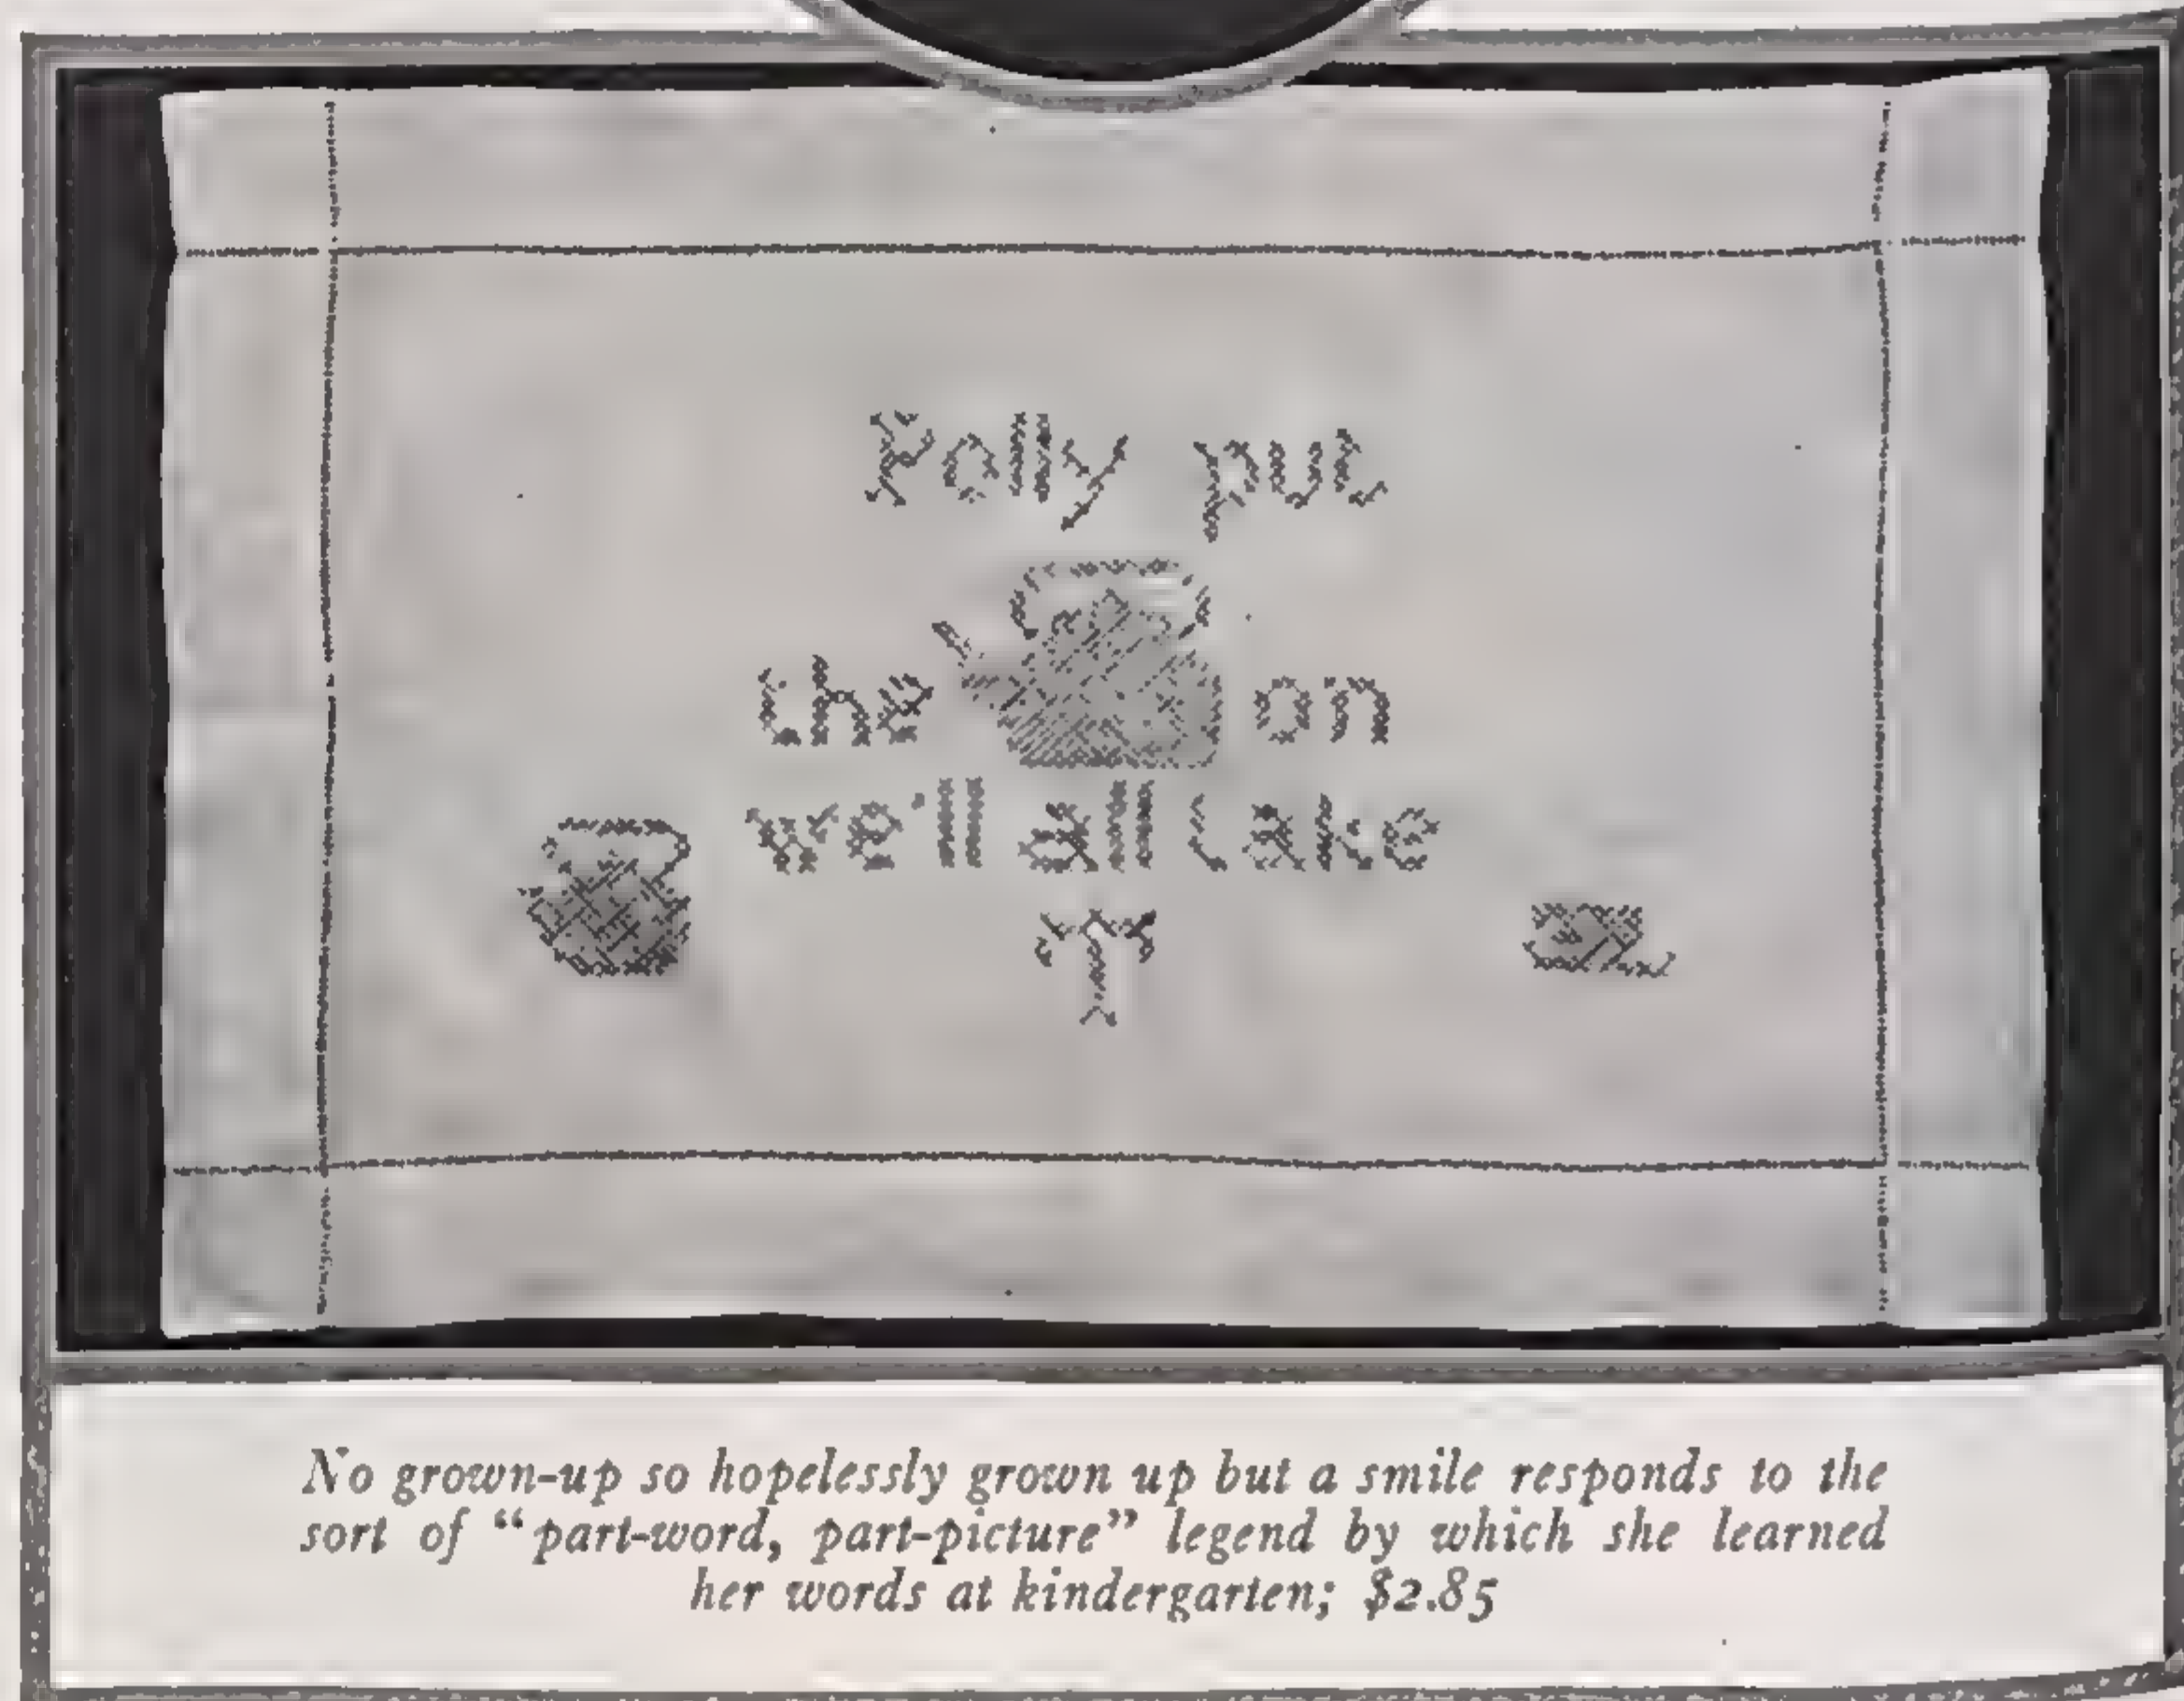 Polly put
the on
we'll all take
T
No grown-up so hopelessly grown up but a smile responds to the
sort of “part-word, part-picture” legend by which she learned
her words at kindergarten; $2.85